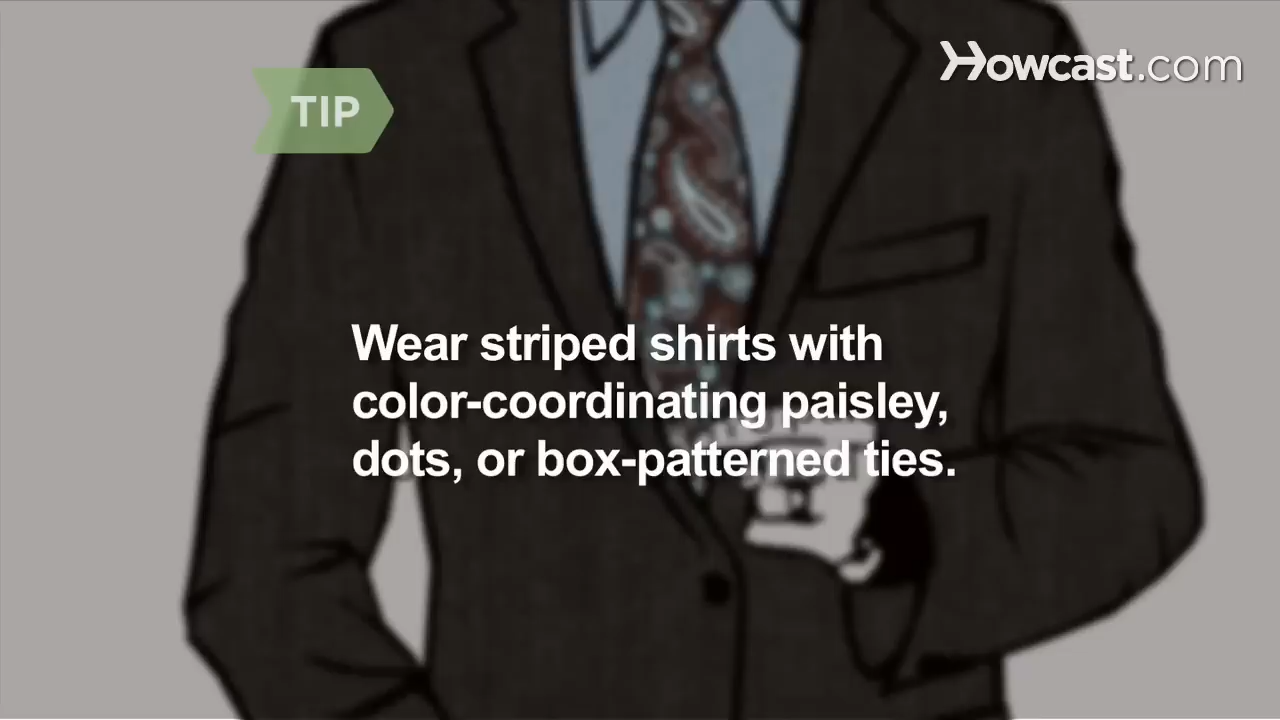 Howcast.com
TIP
Wear striped shirts with
color-coordinating paisley,
dots, or box-patterned ties.